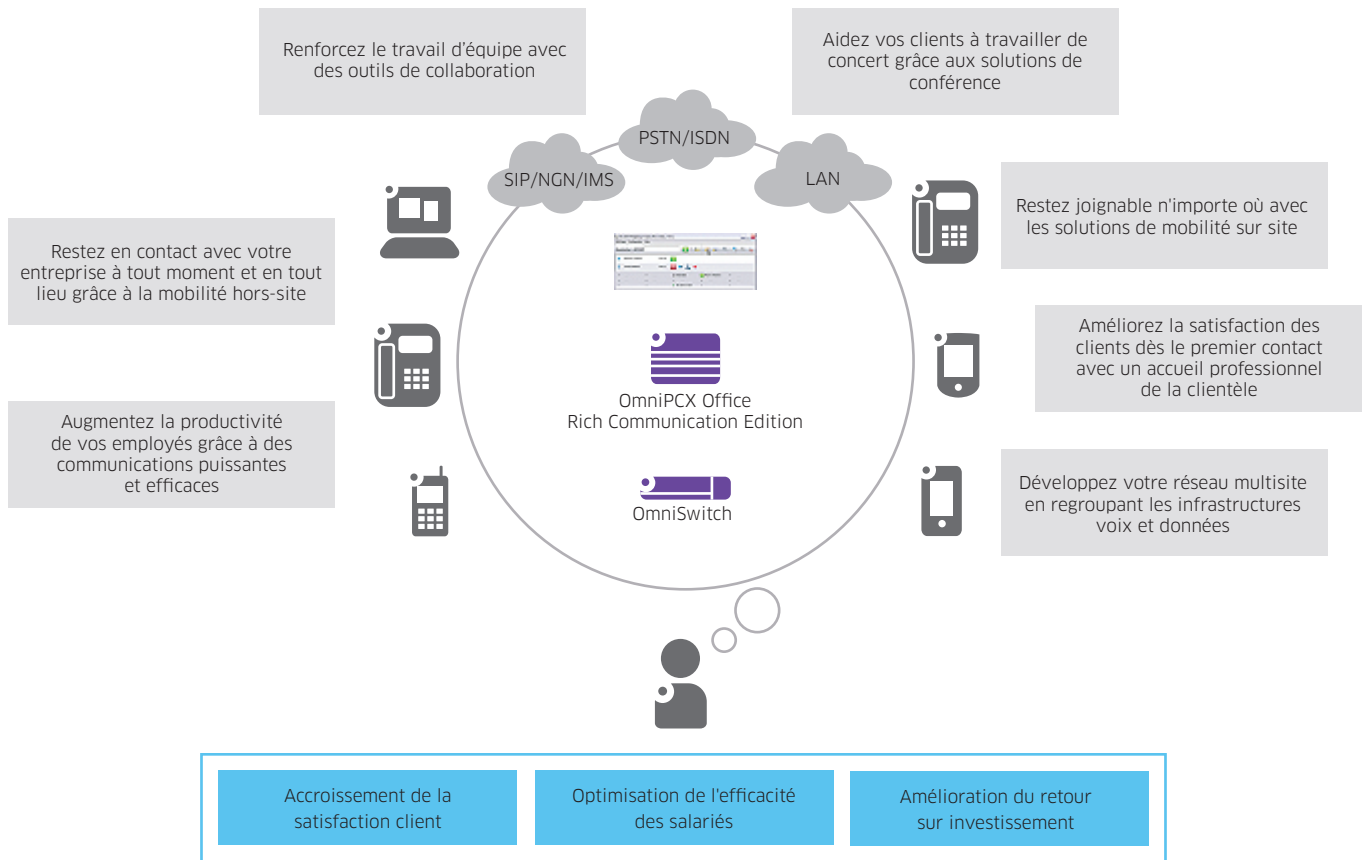 Renforcez le travail d'équipe avec
des outils de collaboration
Aidez vos clients à travailler de
concert grâce aux solutions de
conférence
PSTN/ISDN
SIP/NGN/IMS
LAN
Restez en contact avec votre
entreprise à tout moment et en tout
lieu grâce à la mobilité hors-site
Restez joignable n'importe où avec
les solutions de mobilité sur site
Améliorez la satisfaction des
clients dès le premier contact
avec un accueil professionnel
de la clientèle
OmniPCX Office
Rich Communication Edition
Augmentez la productivité
de vos employés grâce à des
communications puissantes
et efficaces
Développez votre réseau multisite
en regroupant les infrastructures
voix et données
OmniSwitch
Accroissement de la
satisfaction client
Optimisation de l'efficacité
des salariés
Amélioration du retour
sur investissement